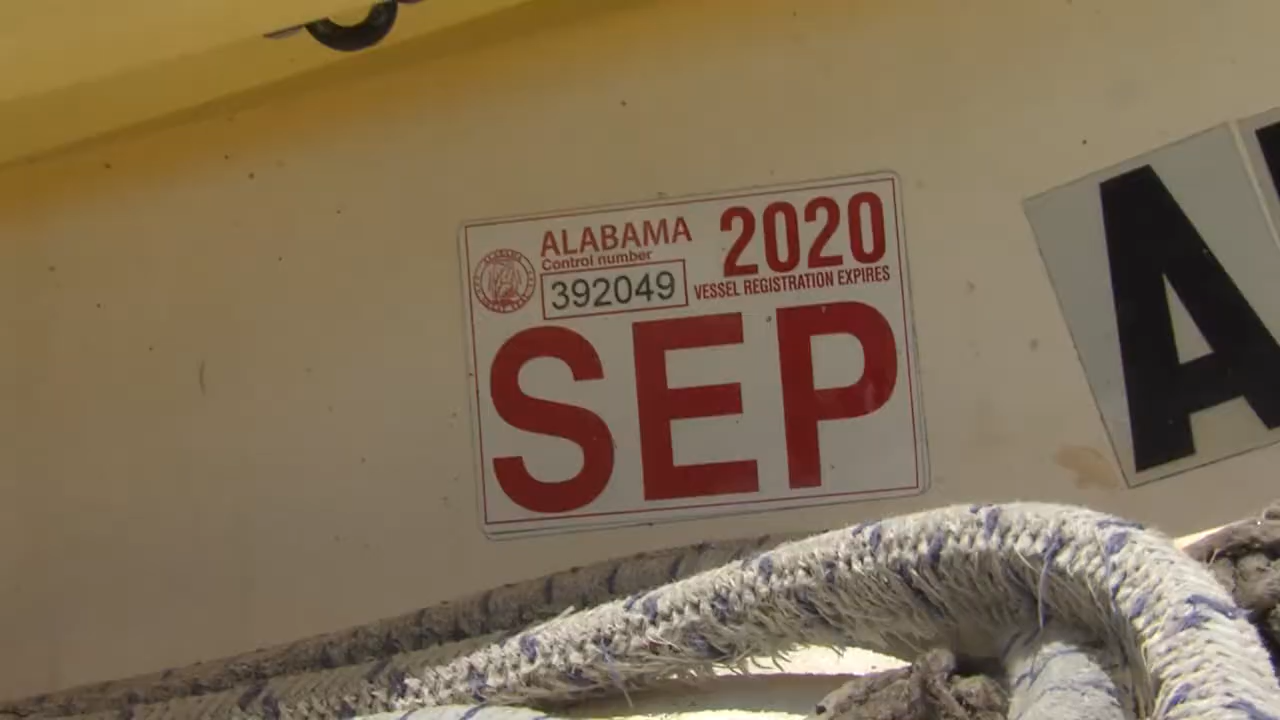 ALABAMA 2020
Control number
392049 VESSEL REGISTRATION EXPIRES
SEP
A